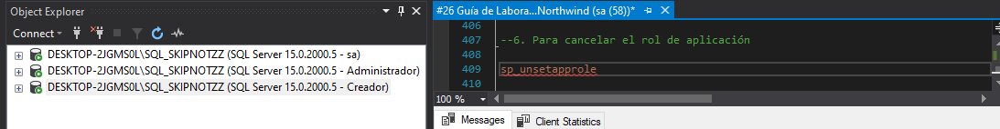 Object Explorer
Connect
DESKTOP-2JGMS0L\SQL_SKIPNOTZZ (SQL Server 15.0.2000.5 - sa)
DESKTOP-2JGMS0L\SQL_SKIPNOTZZ (SQL Server 15.0.2000.5 - Administrador)
DESKTOP-2JGMS0L\SQL_SKIPNOTZZ (SQL Server 15.0.2000.5 - Creador)
#26 Guía de Labora...Northwind (sa (58))*
406
407 --6. Para cancelar el rol de aplicación
408
409 sp_unsetapprole
410
100 %
Messages Client Statistics